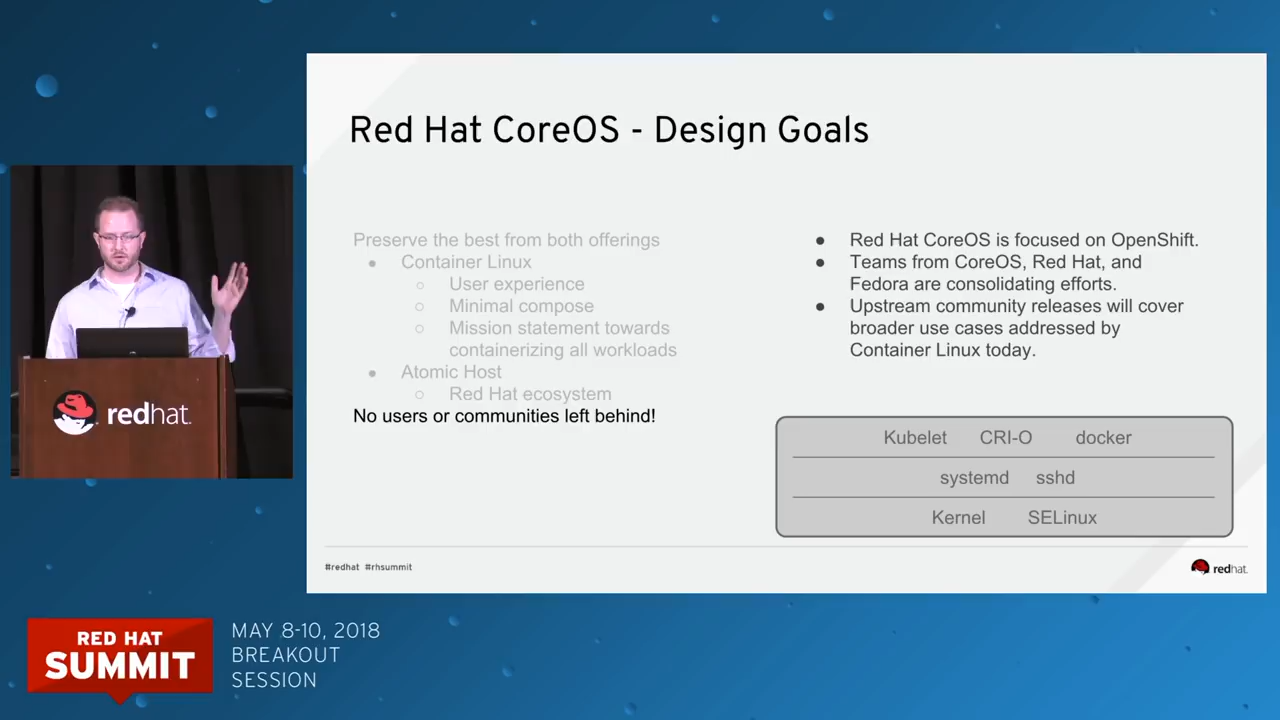 Red Hat CoreOS - Design Goals
Preserve the best from both offerings
● Container Linux
○ User experience
○ Minimal compose
○ Mission statement towards
containerizing all workloads
● Atomic Host
○ Red Hat ecosystem
No users or communities left behind!
● Red Hat CoreOS is focused on OpenShift.
● Teams from CoreOS, Red Hat, and
Fedora are consolidating efforts.
● Upstream community releases will cover
broader use cases addressed by
Container Linux today.
Kubelet CRI-O docker
systemd sshd
Kernel SELinux
#redhat #rhsummit
redhat.
redhat.
RED HAT
SUMMIT
MAY 8-10, 2018
BREAKOUT
SESSION